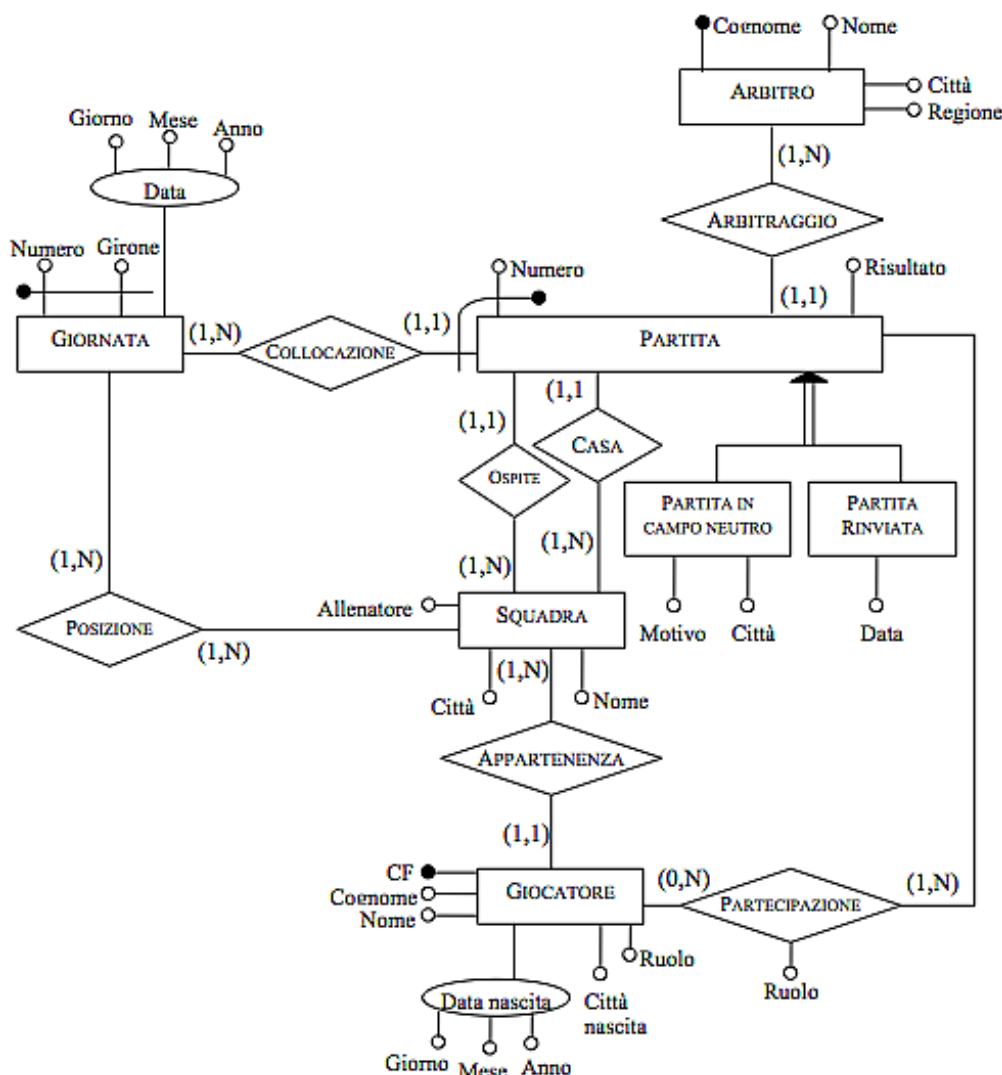 Cognome Nome
ARBITRO
Città
Regione
(1,N)
ARBITRAGGIO
(1,1)
Risultato
Giorno Mese Anno
Data
Numero Girone
GIORNATA
(1,N)
COLLOCAZIONE
(1,1)
Numero
PARTITA
(1,1)
OSPITE
(1,N)
(1,1
CASA
(1,N)
PARTITA IN
CAMPO NEUTRO
Motivo Città
PARTITA
RINVIATA
Data
(1,N)
POSIZIONE
(1,N)
Allenatore
SQUADRA
Città
(1,N)
Nome
APPARTENENZA
(1,1)
CF
Cognome
Nome
GIOCATORE
(0,N)
PARTECIPAZIONE
(1,N)
Ruolo
Ruolo
Città
nascita
Data nascita
Giorno Mese Anno